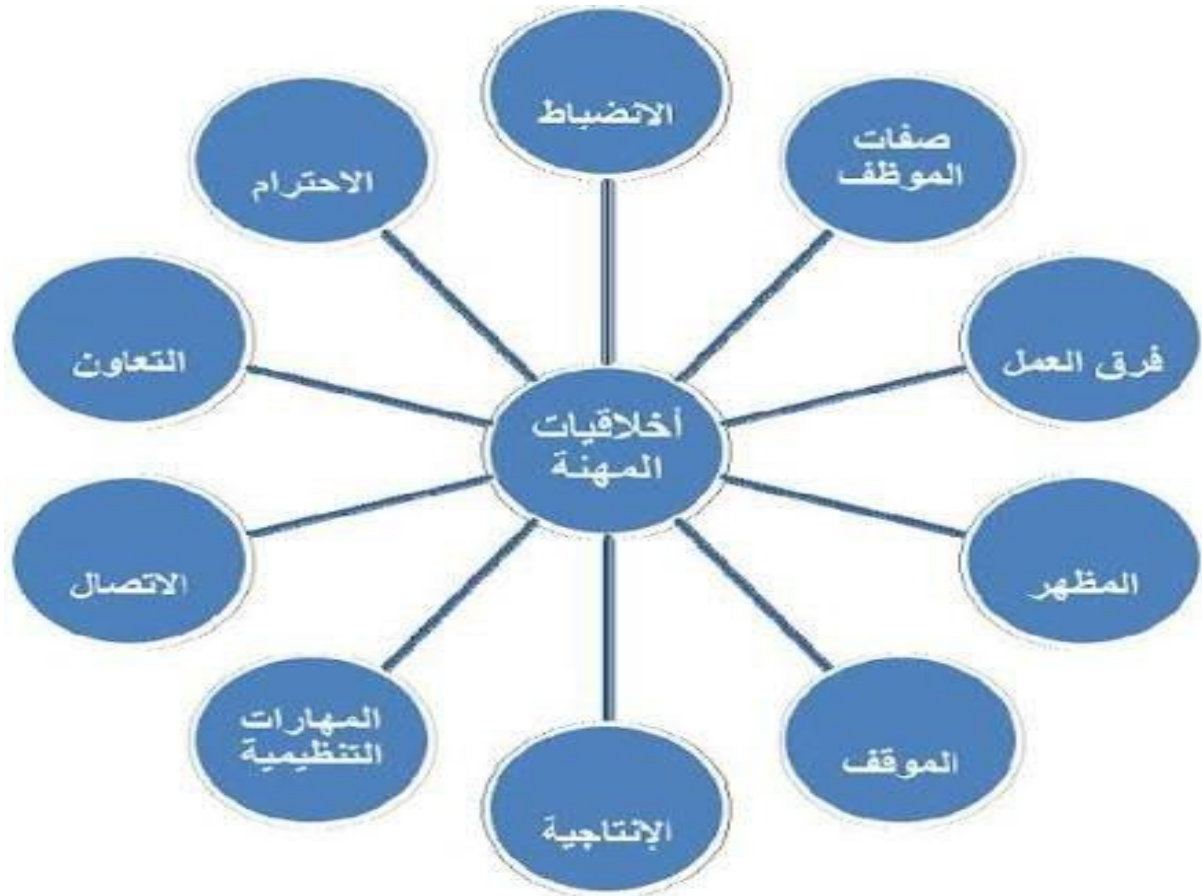 الانضباط
صفات
الموظف
فرق العمل
المظهر
الموقف
الإنتاجية
المهارات
التنظيمية
الاتصال
التعاون
الاحترام
أخلاقيات
المهنة